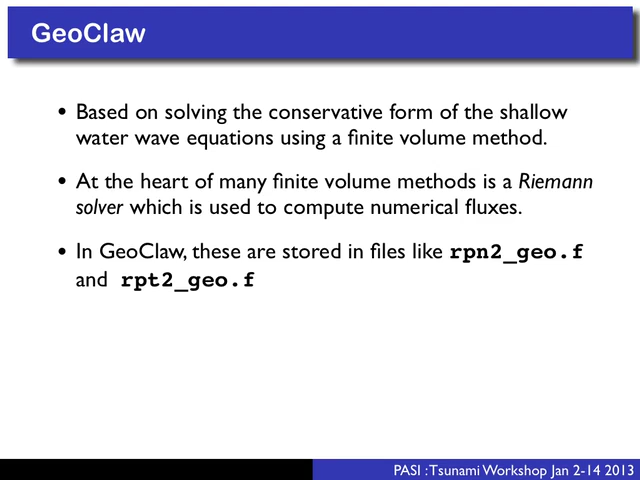 GeoClaw
• Based on solving the conservative form of the shallow
water wave equations using a finite volume method.
• At the heart of many finite volume methods is a Riemann
solver which is used to compute numerical fluxes.
• In GeoClaw, these are stored in files like rpn2_geo.f
and rpt2_geo.f
PASI : Tsunami Workshop Jan 2-14 2013